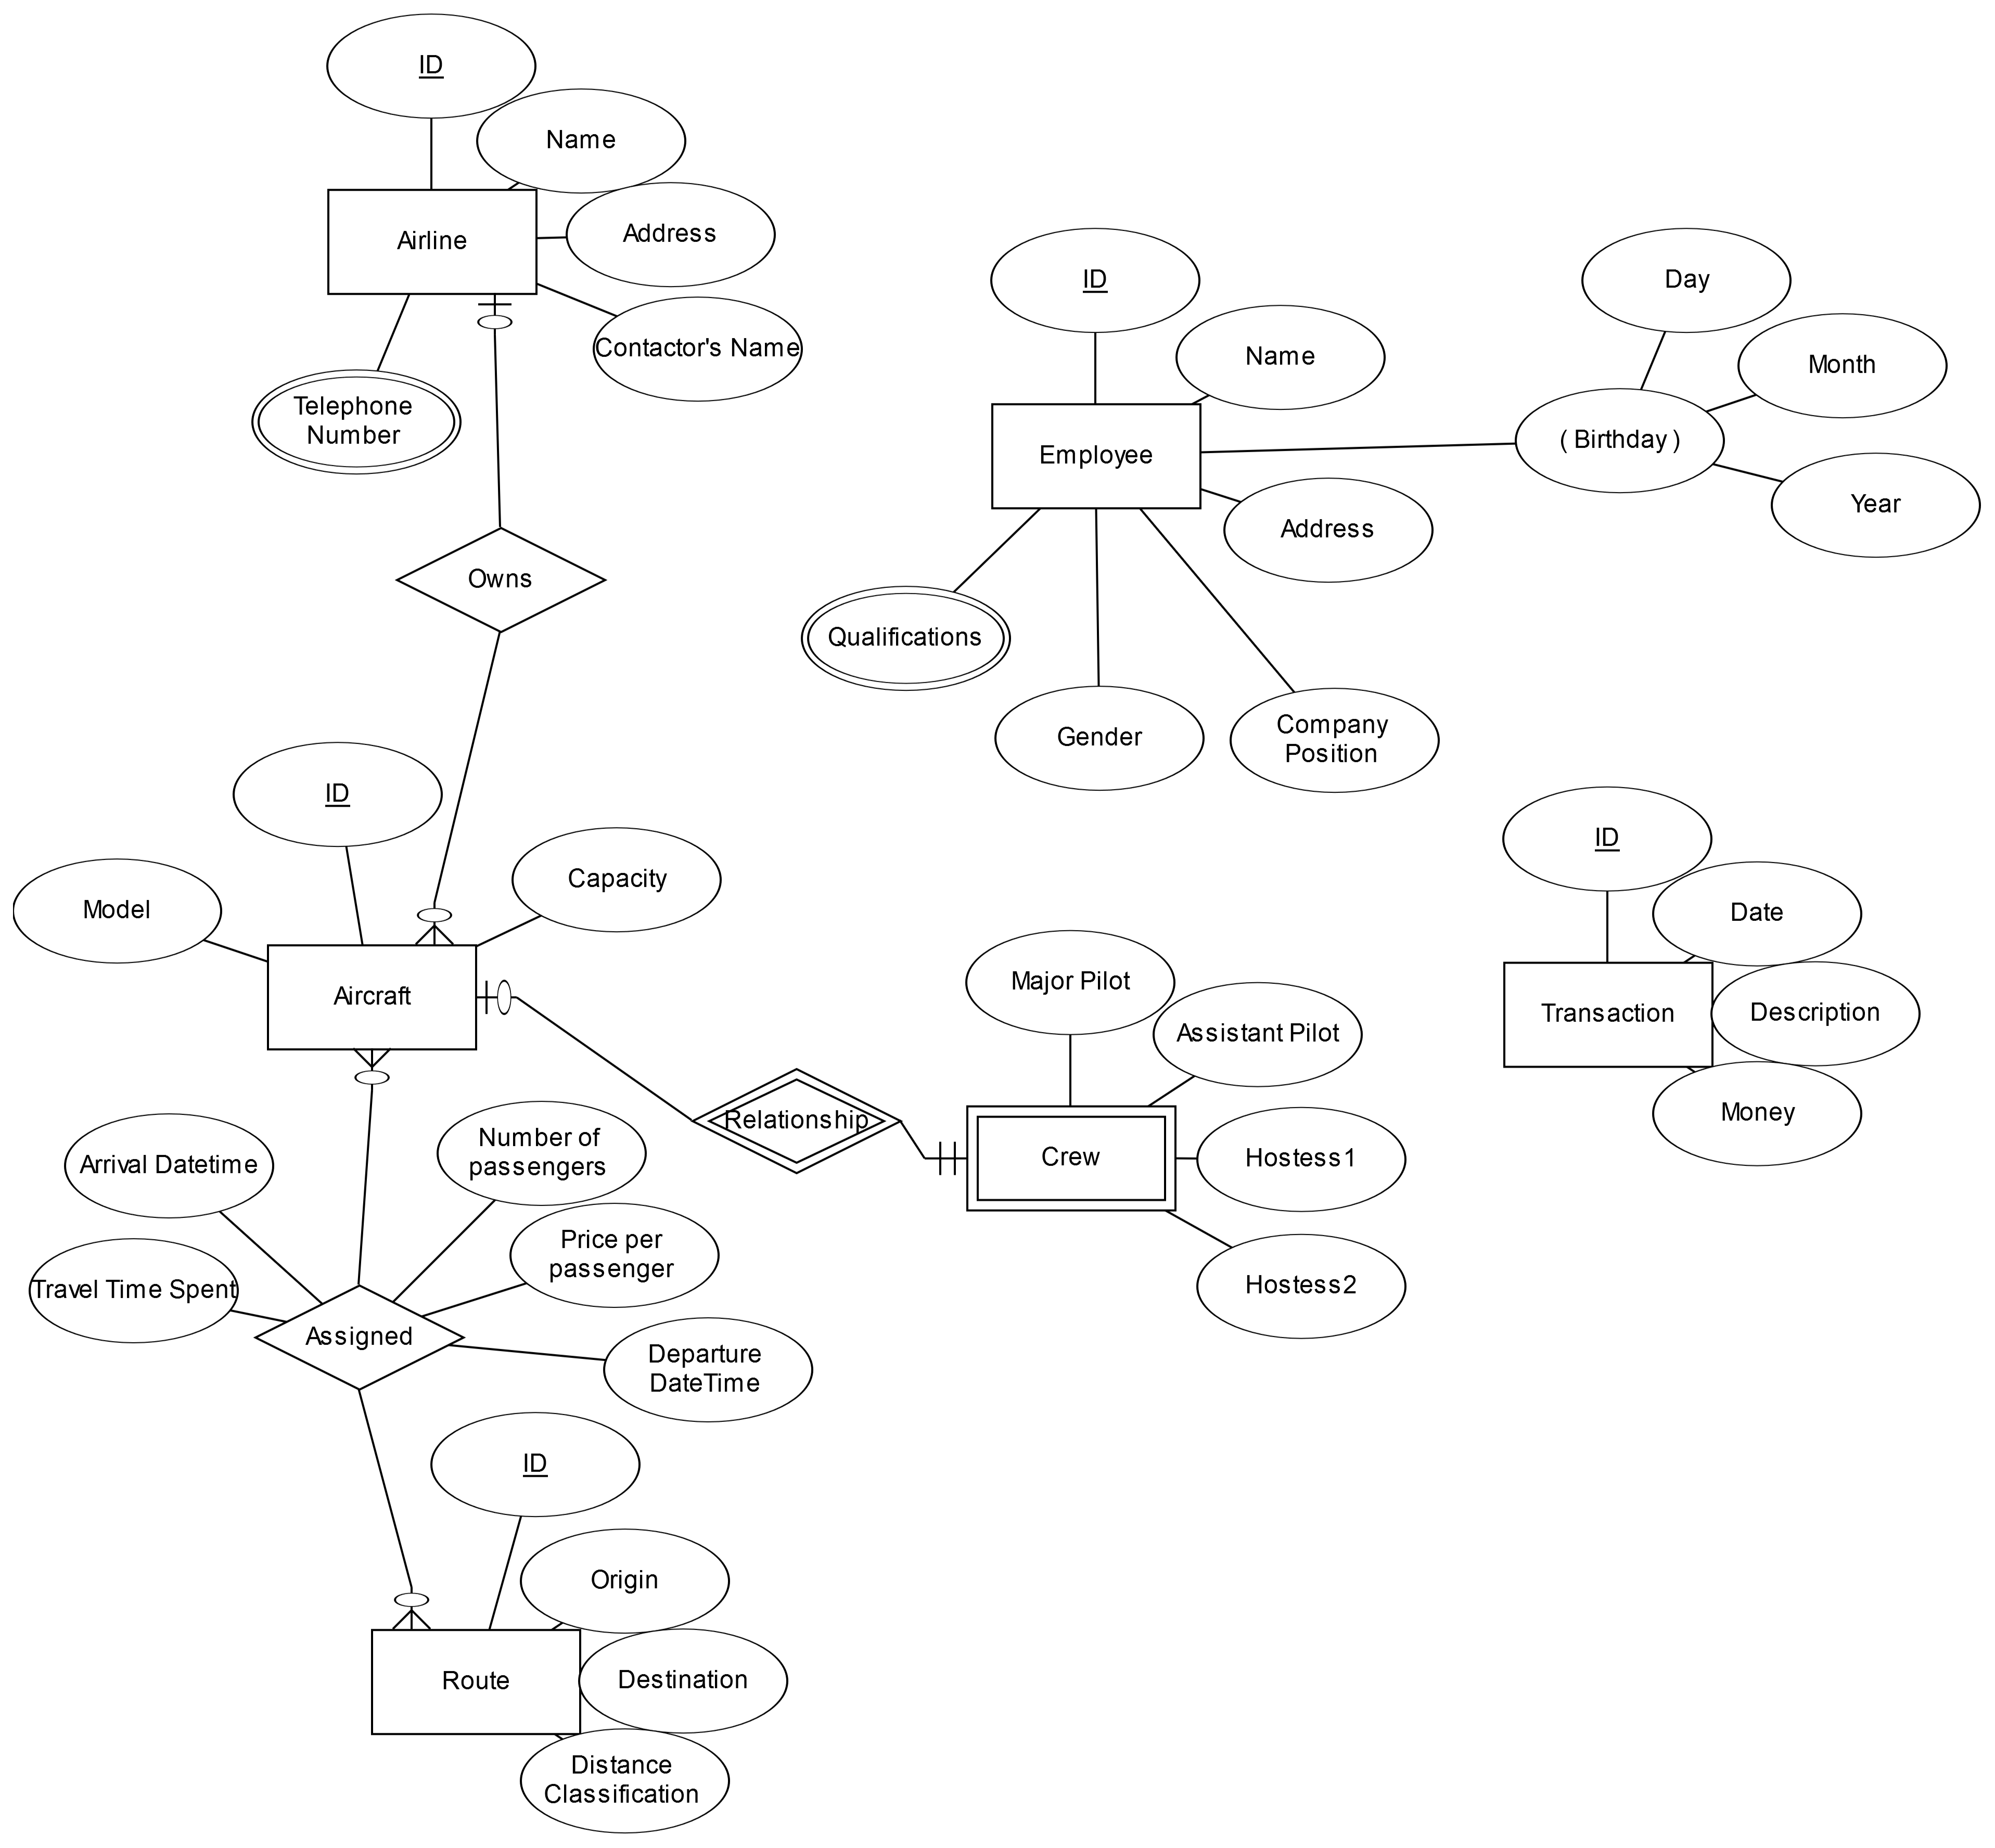 ID
Name
Airline
Address
Contactor's Name
Telephone
Number
Owns
ID
Name
Employee
Address
Qualifications
Gender
Company
Position
Day
Month
( Birthday )
Year
ID
Model
Capacity
Aircraft
Relationship
Major Pilot
Assistant Pilot
Crew
Hostess1
Hostess2
ID
Date
Transaction
Description
Money
Arrival Datetime
Number of
passengers
Travel Time Spent
Price per
passenger
Assigned
Departure
DateTime
ID
Origin
Route
Destination
Distance
Classification